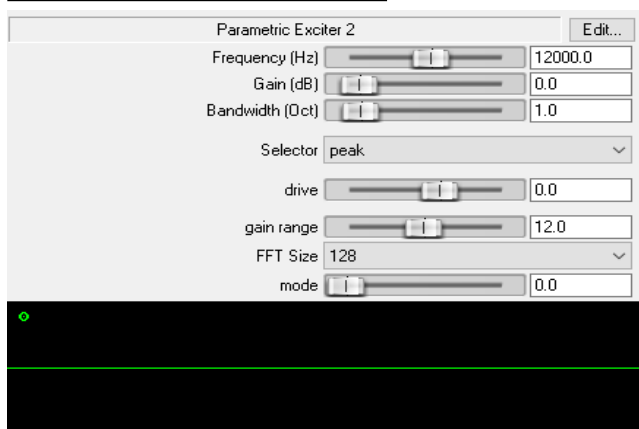 Parametric Exciter 2 Edit...
Frequency (Hz) 12000.0
Gain (dB) 0.0
Bandwidth (Oct) 1.0
Selector peak
drive 0.0
gain range 12.0
FFT Size 128
mode 0.0